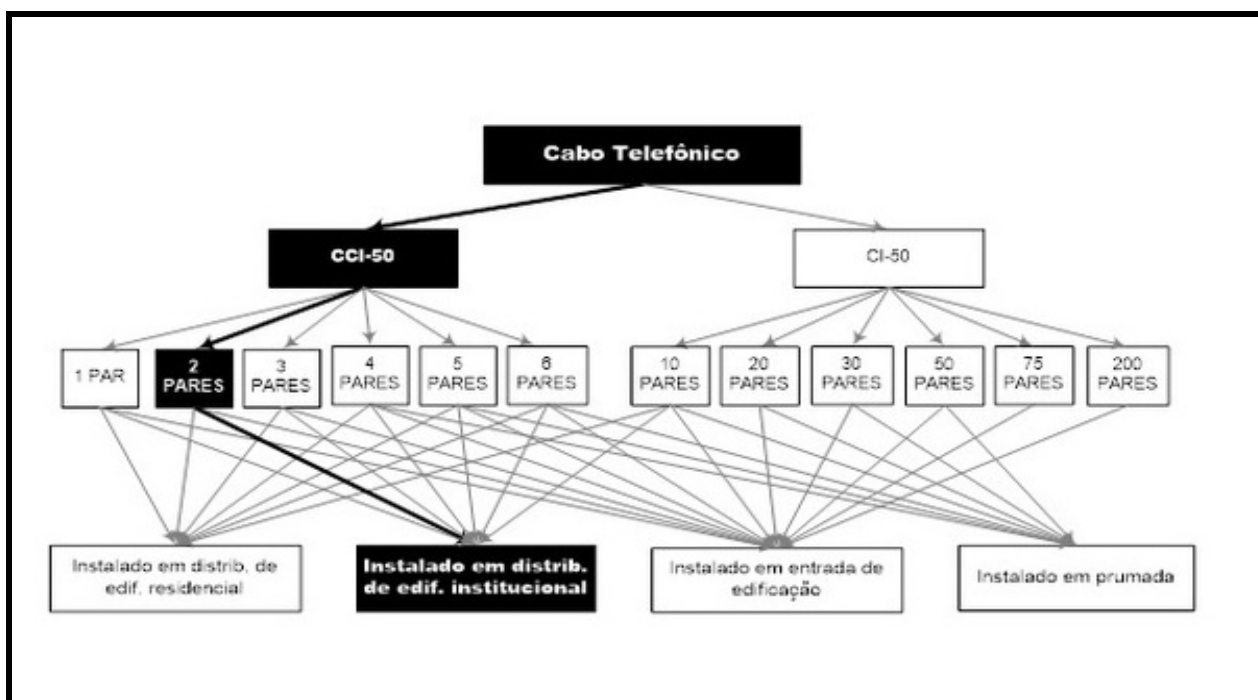 Cabo Telefônico
CCI-50
CI-50
1 PAR
2
PARES
3
PARES
4
PARES
5
PARES
6
PARES
10
PARES
20
PARES
30
PARES
50
PARES
75
PARES
200
PARES
Instalado em distrib. de
edif. residencial
Instalado em distrib.
de edif. institucional
Instalado em entrada de
edificação
Instalado em prumada